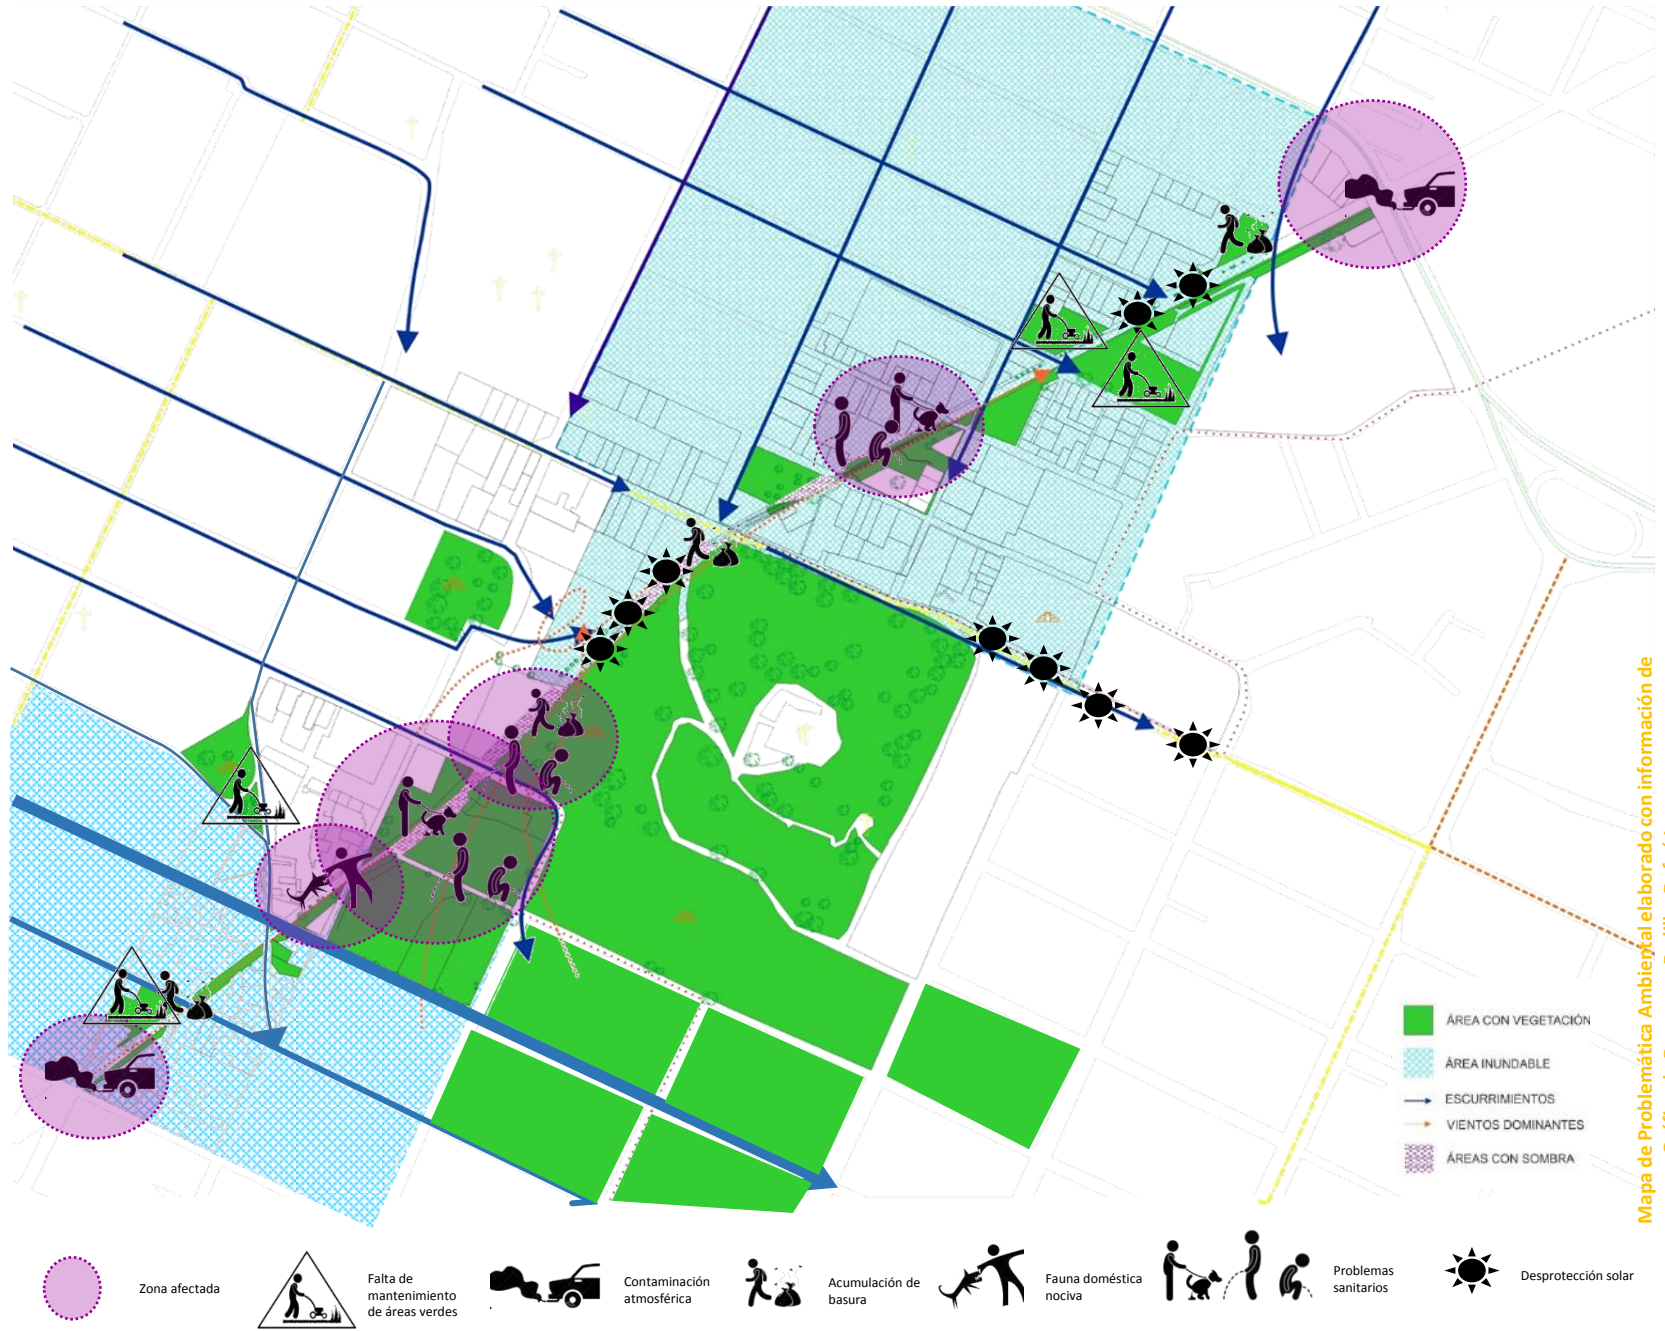 ÁREA CON VEGETACIÓN
ÁREA INUNDABLE
ESCURRIMIENTOS
VIENTOS DOMINANTES
ÁREAS CON SOMBRA
Mapa de Problemática Ambiental elaborado con información de
Zona afectada
Falta de
mantenimiento
de áreas verdes
Contaminación
atmosférica
Acumulación de
basura
Fauna doméstica
nociva
Problemas
sanitarios
Desprotección solar